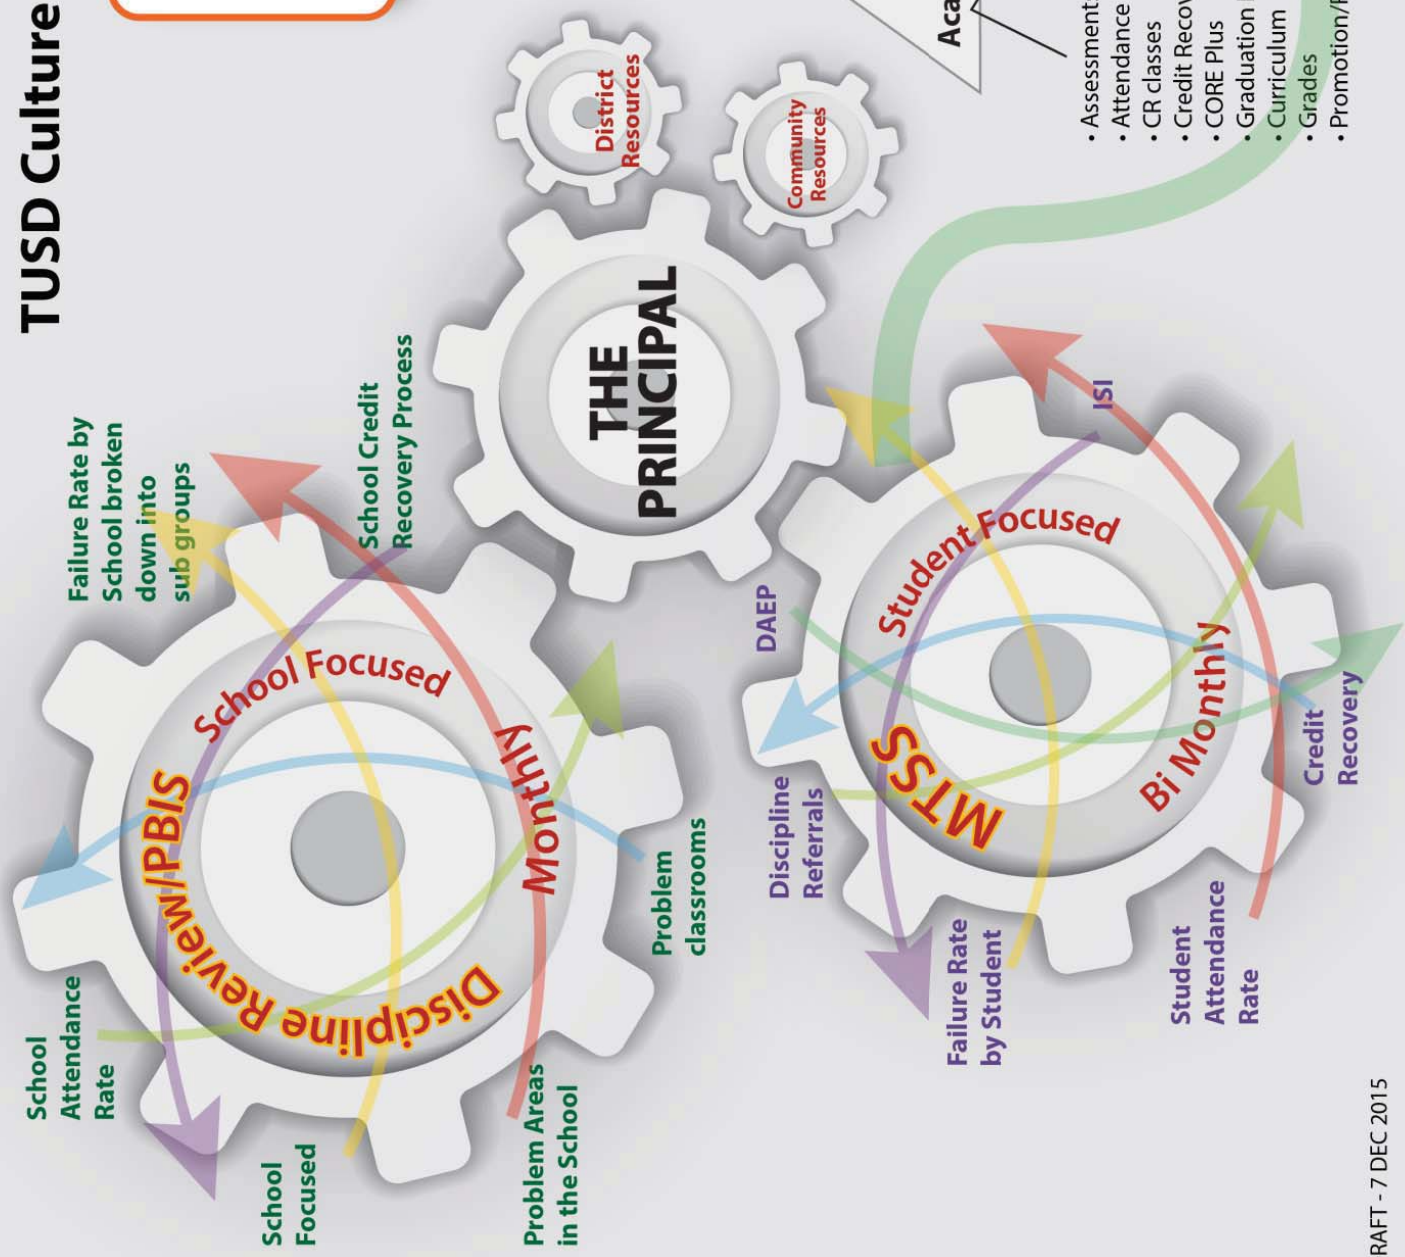 TUSD Culture
Failure Rate by
School broken
down into
sub groups
School Credit
Recovery Process
School
Attendance
Rate
School
Focused
Problem Areas
in the School
Problem
classrooms
Discipline Review/PBIS
School Focused
Monthly
THE
PRINCIPAL
District
Resources
Community
Resources
DAEP
Discipline
Referrals
Failure Rate
by Student
Student
Attendance
Rate
Credit
Recovery
ISI
MTSS
Student Focused
Bi Monthly
Aca
• Assessment
• Attendance
• CR classes
• Credit Recov
• CORE Plus
• Graduation
• Curriculum
• Grades
• Promotion/
RAFT - 7 DEC 2015